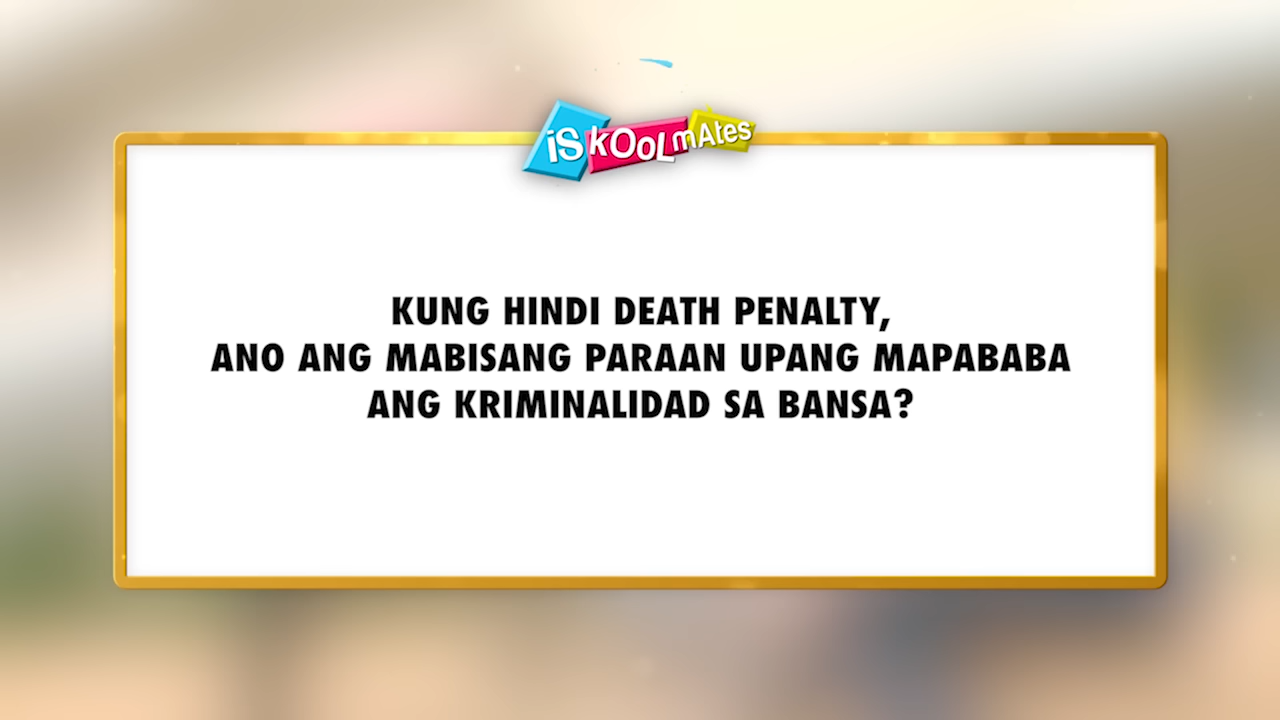 iSkOoLmAtes
KUNG HINDI DEATH PENALTY,
ANO ANG MABISANG PARAAN UPANG MAPABABA
ANG KRIMINALIDAD SA BANSA?